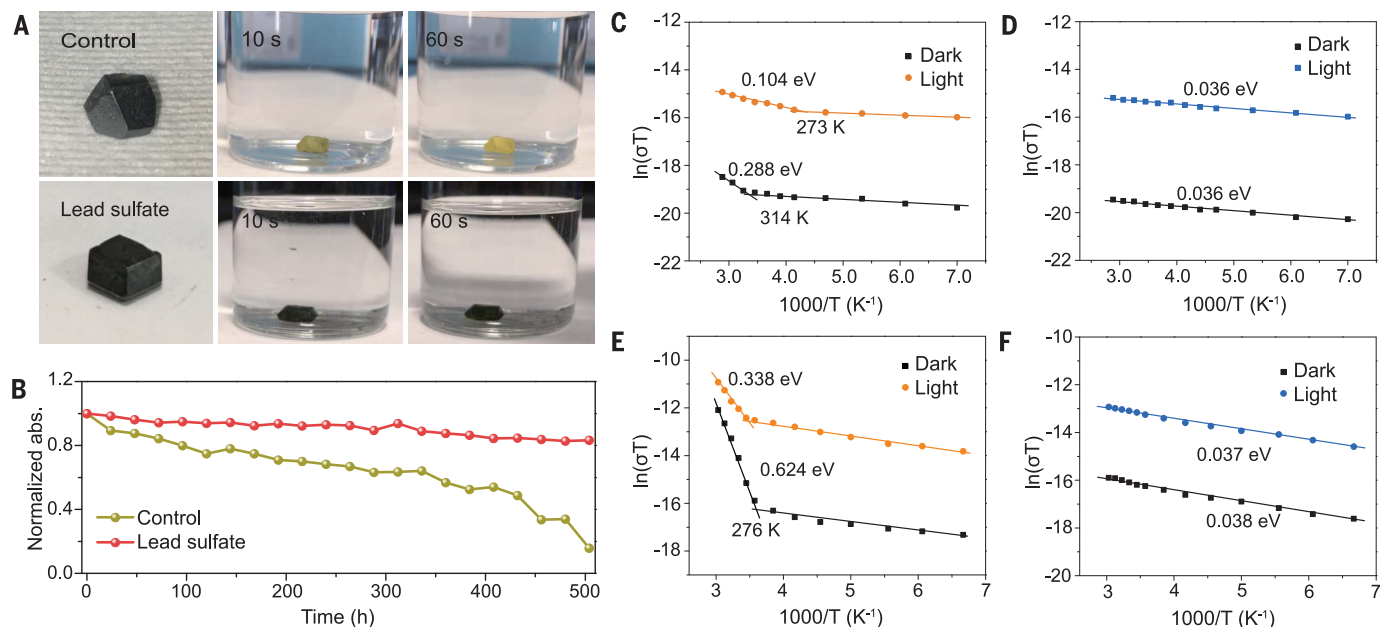 A
Control
10 s
60 s
Lead sulfate
10 s
60 s
B
Normalized abs.
1.2
0.8
0.4
0.0
Control
Lead sulfate
0 100 200 300 400 500
Time (h)
C
ln(σT)
-12
-14
-16
-18
-20
-22
Dark
Light
0.104 eV
273 K
0.288 eV
314 K
3.0 4.0 5.0 6.0 7.0
1000/T (K⁻¹)
D
ln(σT)
-12
-14
-16
-18
-20
-22
Dark
Light
0.036 eV
0.036 eV
3.0 4.0 5.0 6.0 7.0
1000/T (K⁻¹)
E
ln(σT)
-10
-12
-14
-16
-18
Dark
Light
0.338 eV
0.624 eV
276 K
3 4 5 6 7
1000/T (K⁻¹)
F
ln(σT)
-10
-12
-14
-16
-18
-20
Dark
Light
0.037 eV
0.038 eV
3 4 5 6 7
1000/T (K⁻¹)